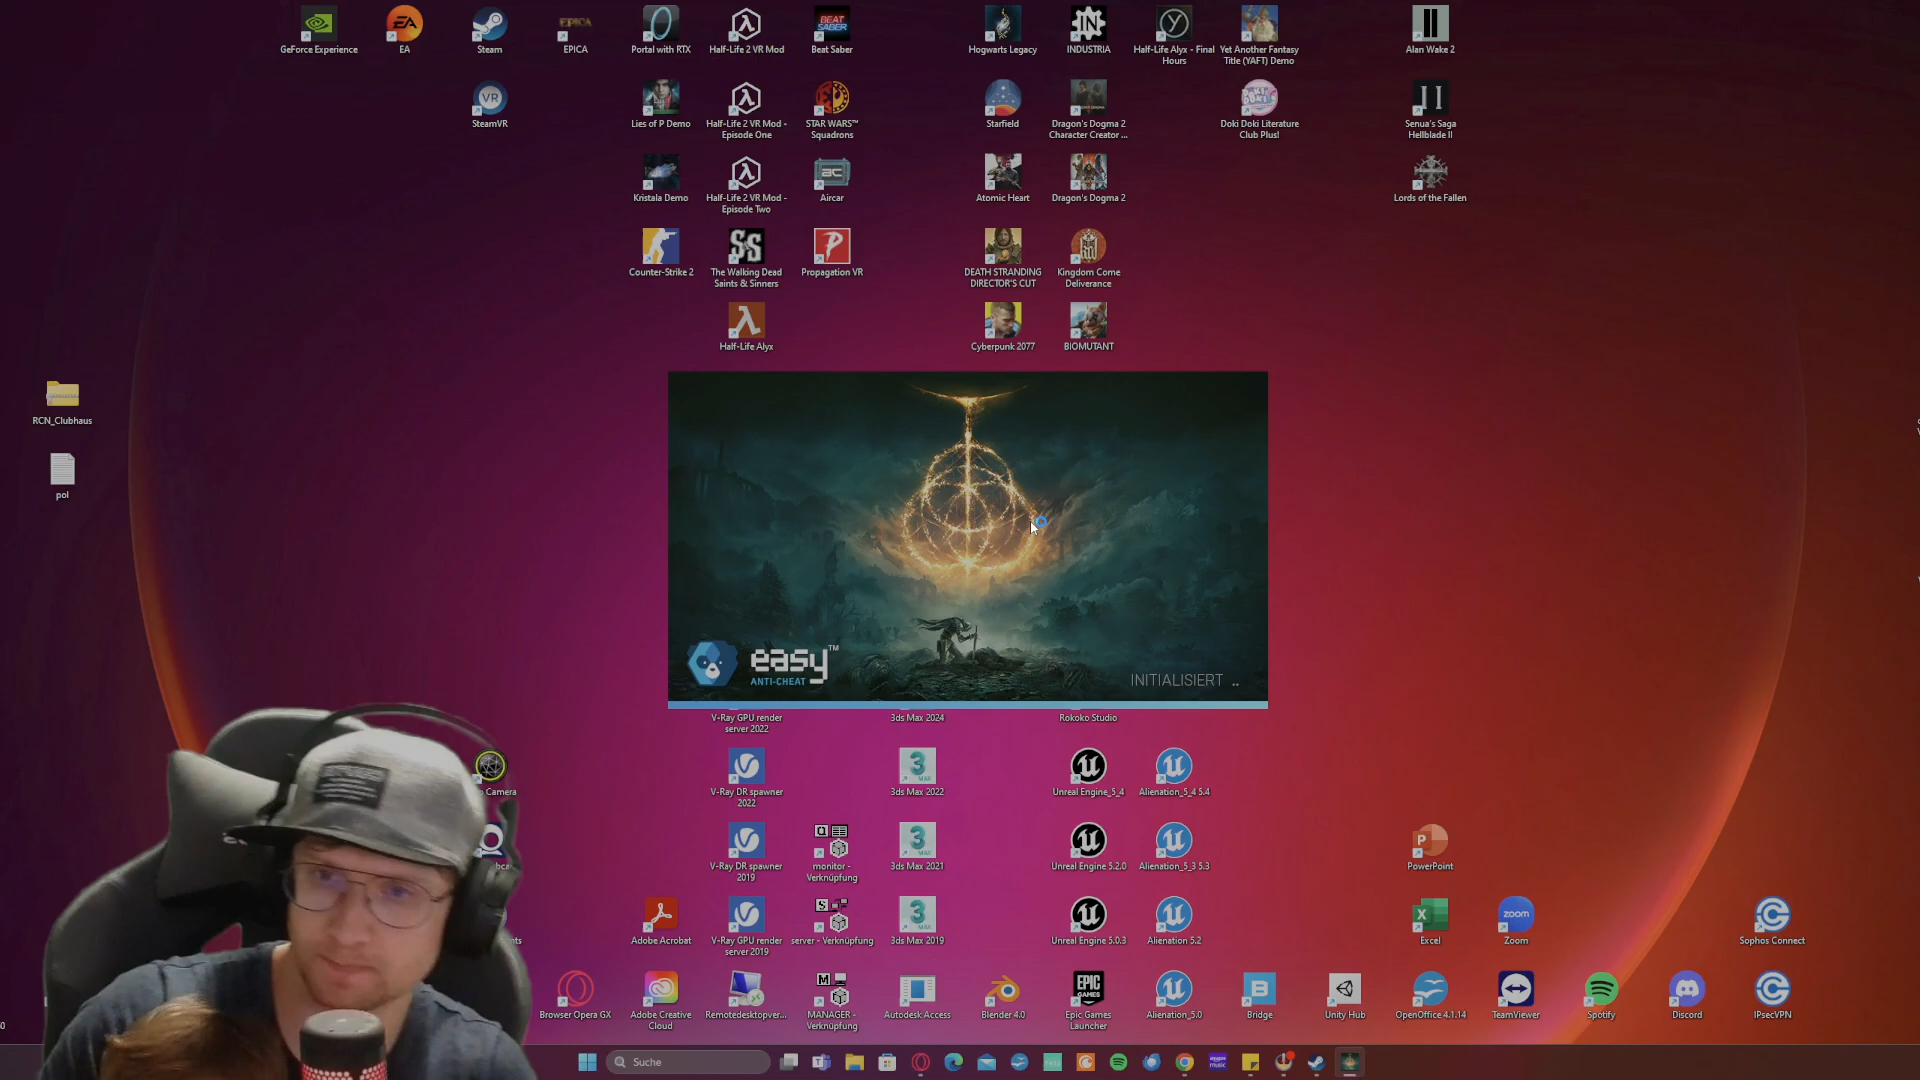 GeForce Experience
EA
Steam
EPICA
Portal with RTX
Half-Life 2 VR Mod
Beat Saber
Hogwarts Legacy
INDUSTRIA
Half-Life Alyx - Final
Hours
Yet Another Fantasy
Title (YAFT) Demo
Alan Wake 2
SteamVR
Lies of P Demo
Half-Life 2 VR Mod -
Episode One
STAR WARS™
Squadrons
Starfield
Dragon's Dogma 2
Character Creator ...
Doki Doki Literature
Club Plus!
Senua's Saga
Hellblade II
Kristala Demo
Half-Life 2 VR Mod -
Episode Two
Aircar
Atomic Heart
Dragon's Dogma 2
Lords of the Fallen
Counter-Strike 2
The Walking Dead
Saints & Sinners
Propagation VR
DEATH STRANDING
DIRECTOR'S CUT
Kingdom Come
Deliverance
Half-Life Alyx
Cyberpunk 2077
BIOMUTANT
RCN_Clubhaus
pol
easy™
ANTI-CHEAT
INITIALISIERT ..
V-Ray GPU render
server 2022
3ds Max 2024
Rokoko Studio
Camera
V-Ray DR spawner
2022
3ds Max 2022
Unreal Engine_5_4
Alienation_5_4 5.4
V-Ray DR spawner
2019
monitor -
Verknüpfung
3ds Max 2021
Unreal Engine 5.2.0
Alienation_5_3 5.3
PowerPoint
Adobe Acrobat
V-Ray GPU render
server 2019
server - Verknüpfung
3ds Max 2019
Unreal Engine 5.0.3
Alienation 5.2
Excel
Zoom
Sophos Connect
Browser Opera GX
Adobe Creative
Cloud
Remotedesktopver...
MANAGER -
Verknüpfung
Autodesk Access
Blender 4.0
Epic Games
Launcher
Alienation_5.0
Bridge
Unity Hub
OpenOffice 4.1.14
TeamViewer
Spotify
Discord
IPsecVPN
Suche